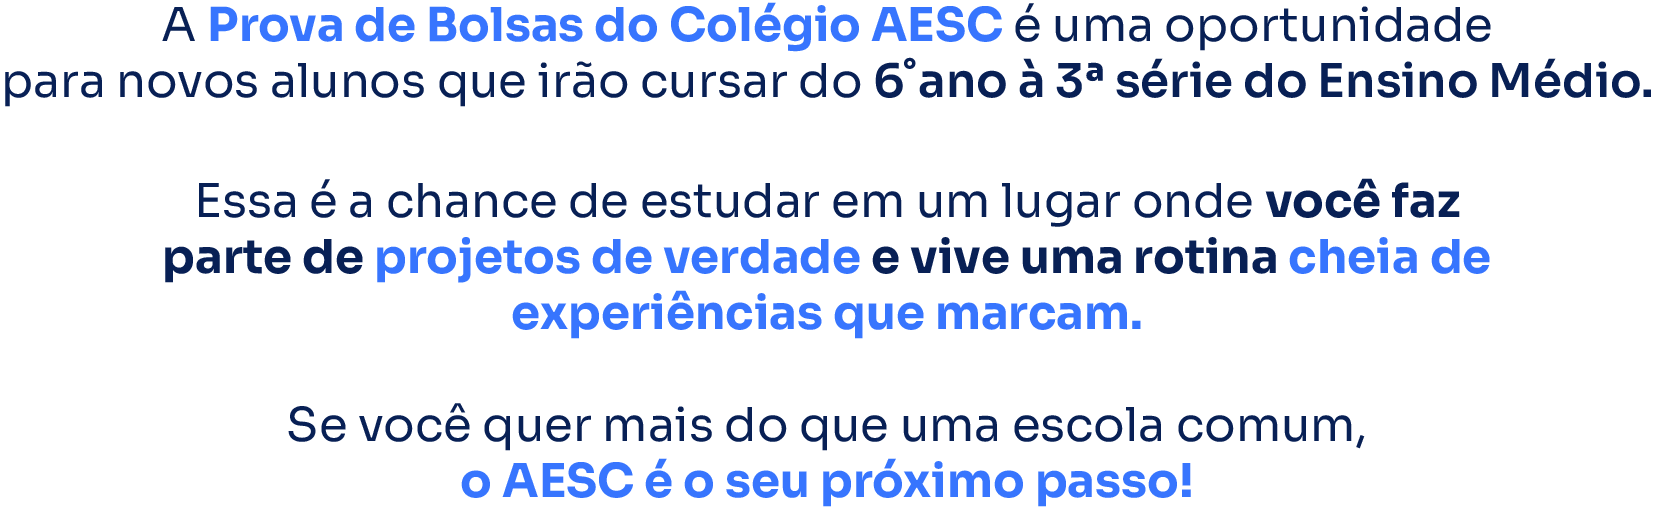 A Prova de Bolsas do Colégio AESC é uma oportunidade
para novos alunos que irão cursar do 6°ano à 3ª série do Ensino Médio.
Essa é a chance de estudar em um lugar onde você faz
parte de projetos de verdade e vive uma rotina cheia de
experiências que marcam.
Se você quer mais do que uma escola comum,
o AESC é o seu próximo passo!